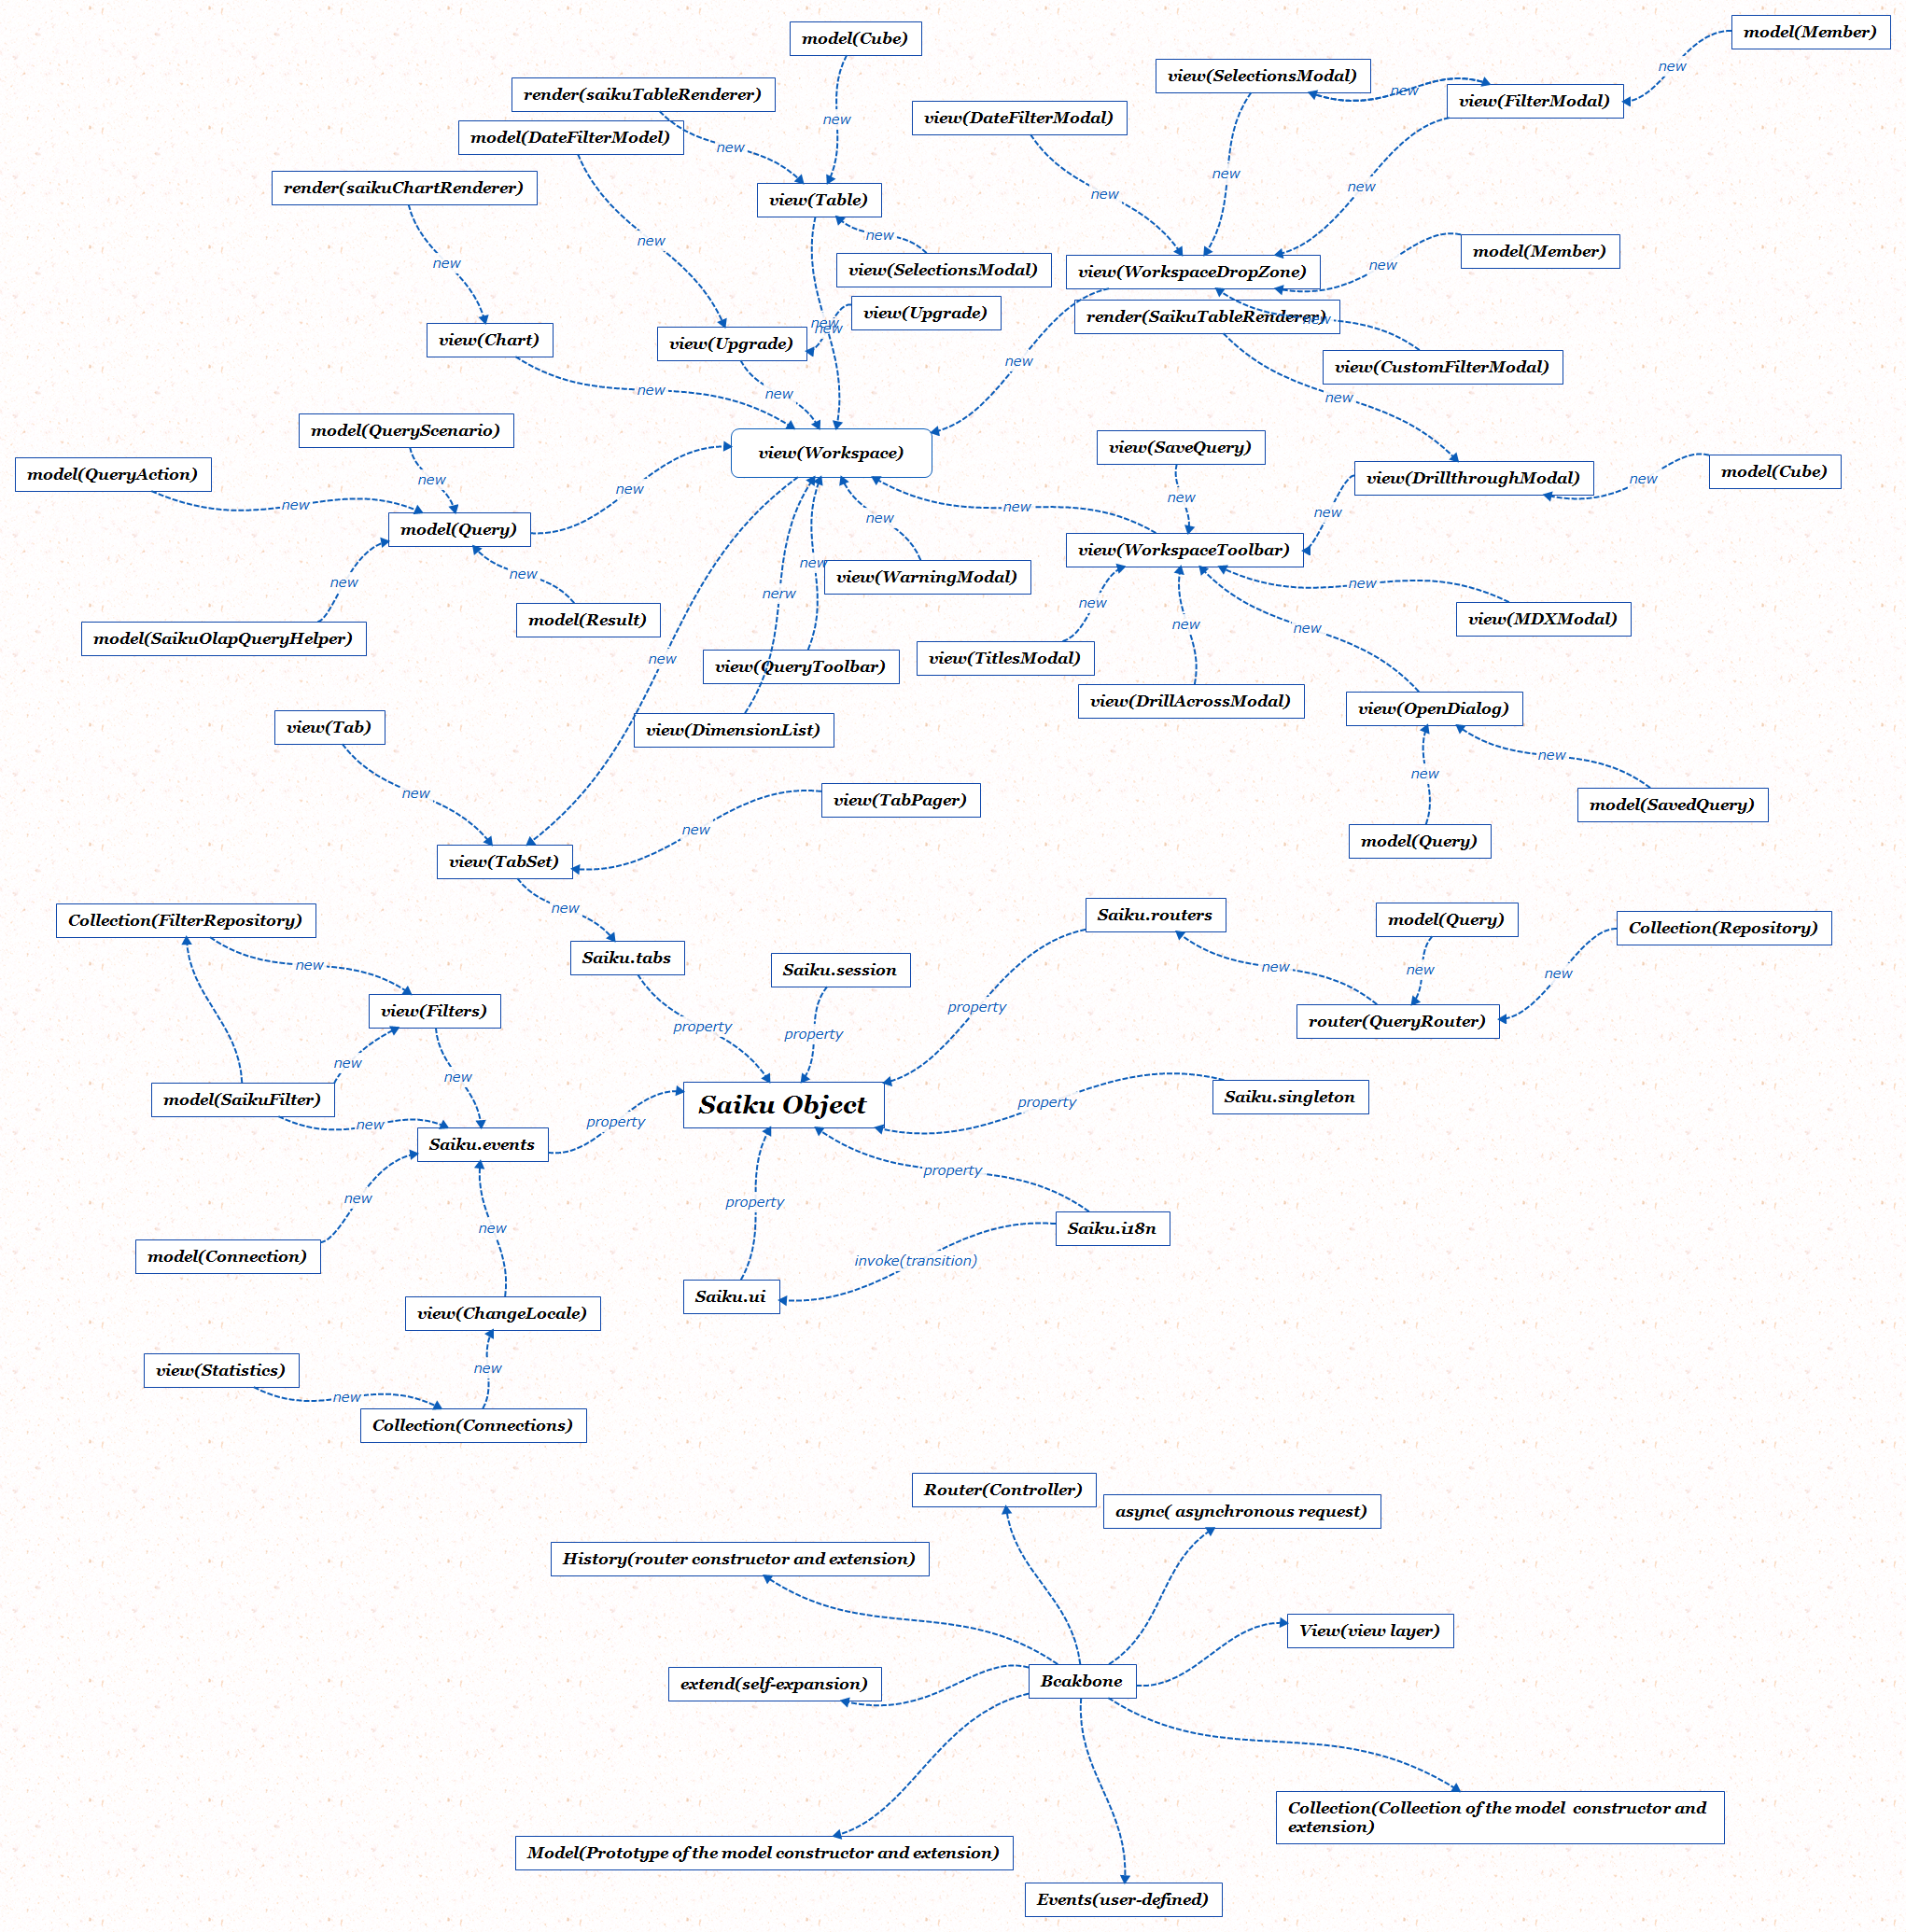 model(Member)
model(Cube)
view(SelectionsModal)
new
render(saikuTableRenderer)
new
view(FilterModal)
view(DateFilterModal)
new
model(DateFilterModel)
new
new
render(saikuChartRenderer)
new
new
view(Table)
new
new
new
model(Member)
view(SelectionsModal)
new
view(WorkspaceDropZone)
new
view(Upgrade)
render(SaikuTableRenderer)
new
new
new
view(Chart)
view(Upgrade)
new
view(CustomFilterModal)
new
new
new
model(QueryScenario)
view(SaveQuery)
view(Workspace)
model(QueryAction)
new
new
view(DrillthroughModal)
new
model(Cube)
new
new
new
new
new
model(Query)
view(WorkspaceToolbar)
new
new
new
view(WarningModal)
new
nerw
new
model(Result)
new
view(MDXModal)
model(SaikuOlapQueryHelper)
new
new
view(TitlesModal)
view(QueryToolbar)
view(DrillAcrossModal)
view(OpenDialog)
view(Tab)
view(DimensionList)
new
new
new
view(TabPager)
model(SavedQuery)
new
model(Query)
view(TabSet)
new
Saiku.routers
model(Query)
Collection(FilterRepository)
Collection(Repository)
new
Saiku.tabs
Saiku.session
new
new
new
view(Filters)
property
router(QueryRouter)
property
property
new
new
model(SaikuFilter)
Saiku Object
property
Saiku.singleton
new
property
Saiku.events
property
new
property
new
Saiku.i18n
model(Connection)
invoke(transition)
Saiku.ui
view(ChangeLocale)
view(Statistics)
new
new
Collection(Connections)
Router(Controller)
async( asynchronous request)
History(router constructor and extension)
View(view layer)
extend(self-expansion)
Bcakbone
Collection(Collection of the model constructor and
extension)
Model(Prototype of the model constructor and extension)
Events(user-defined)